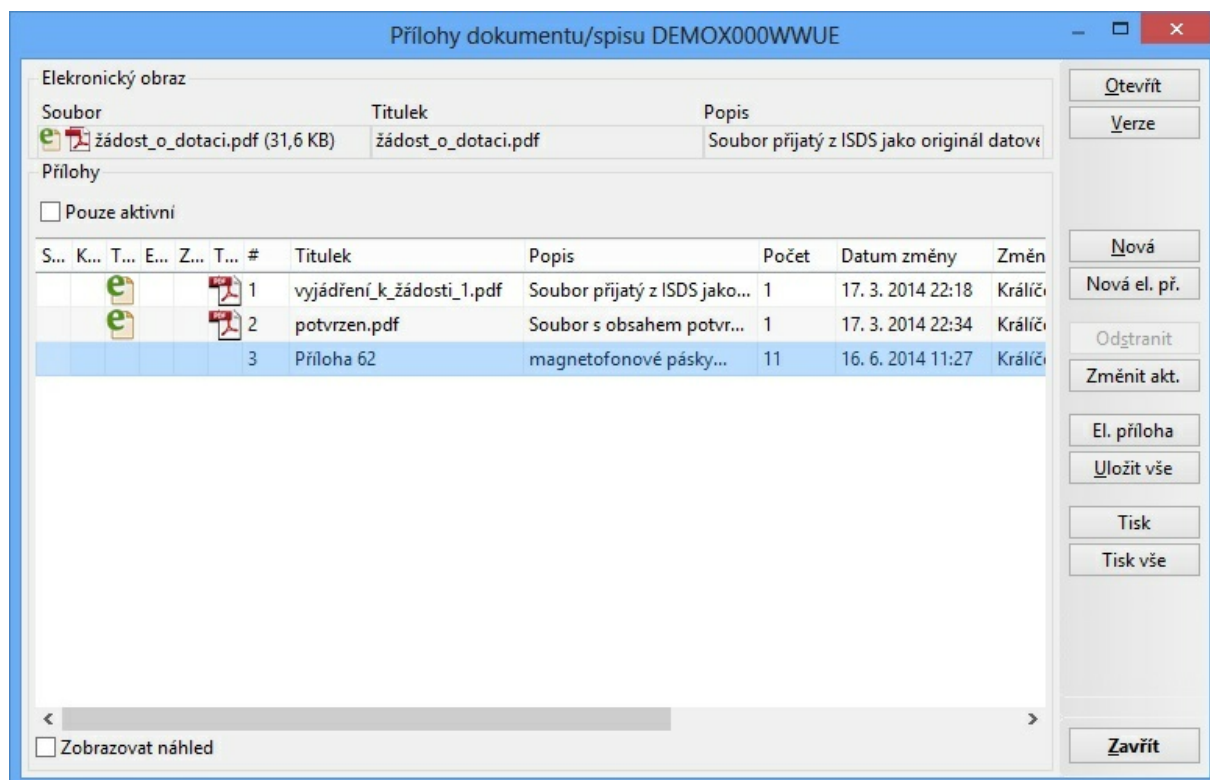 Přílohy dokumentu/spisu DEMOX000WWUE
Elekronický obraz
Soubor Titulek Popis
žádost_o_dotaci.pdf (31,6 KB) žádost_o_dotaci.pdf Soubor přijatý z ISDS jako originál datové
Přílohy
Pouze aktivní
S... K... T... E... Z... T... # Titulek Popis Počet Datum změny Změn
1 vyjádření_k_žádosti_1.pdf Soubor přijatý z ISDS jako... 1 17. 3. 2014 22:18 Králíč
2 potvrzen.pdf Soubor s obsahem potvr... 1 17. 3. 2014 22:34 Králíč
3 Příloha 62 magnetofonové pásky... 11 16. 6. 2014 11:27 Králíč
Zobrazovat náhled
Otevřít
Verze
Nová
Nová el. př.
Odstranit
Změnit akt.
El. příloha
Uložit vše
Tisk
Tisk vše
Zavřít